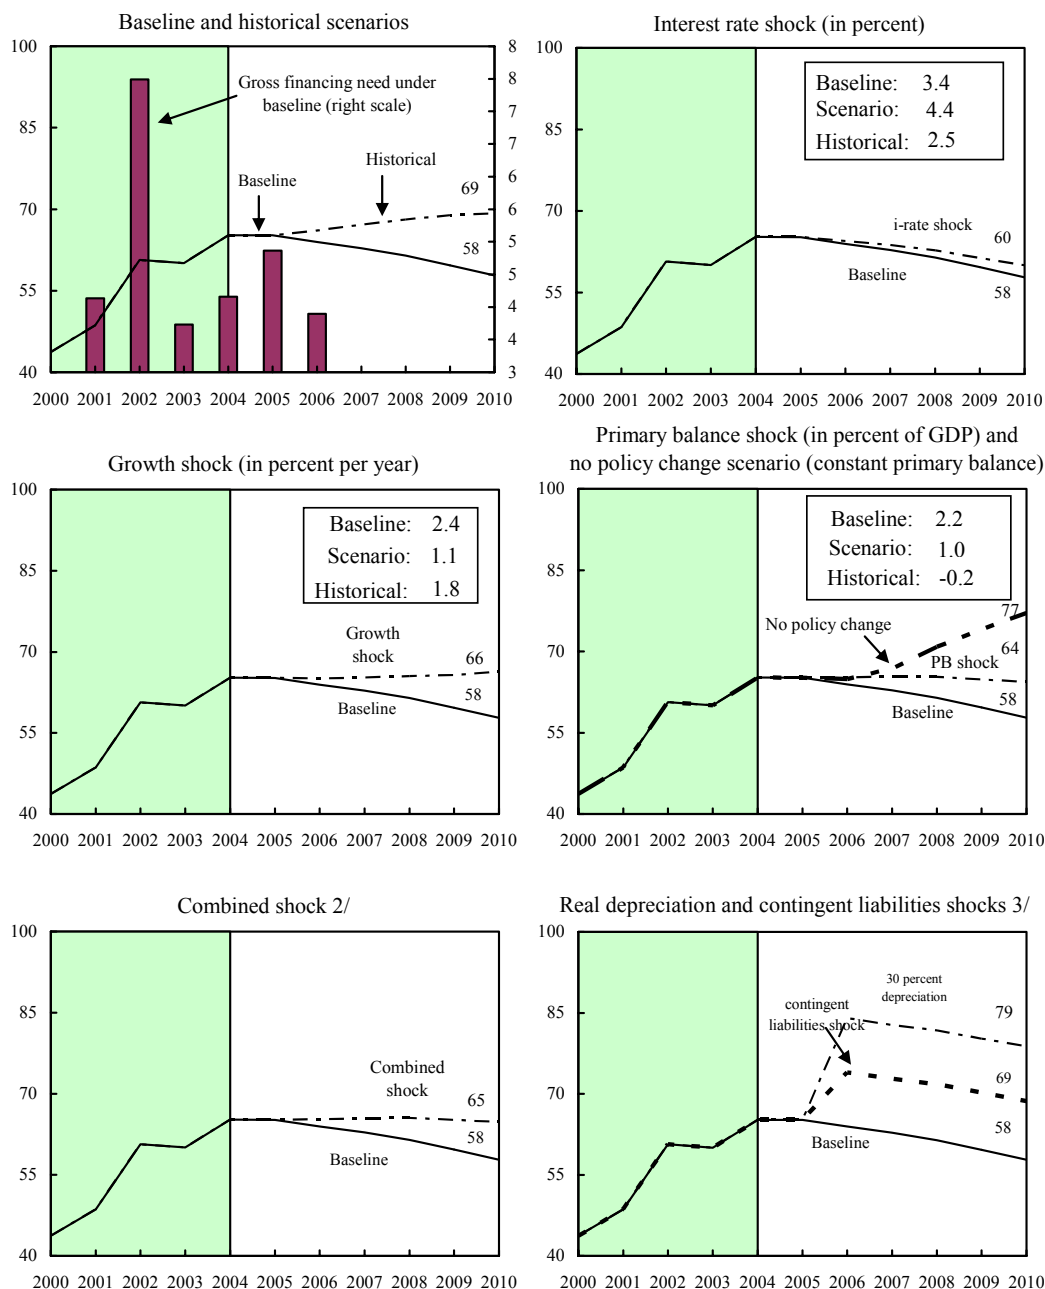 Baseline and historical scenarios
100
85
70
55
40
8
8
7
7
6
6
5
5
4
4
3
Gross financing need under
baseline (right scale)
Historical
Baseline
69
58
2000 2001 2002 2003 2004 2005 2006 2007 2008 2009 2010
Interest rate shock (in percent)
100
85
70
55
40
Baseline: 3.4
Scenario: 4.4
Historical: 2.5
i-rate shock
60
Baseline
58
2000 2001 2002 2003 2004 2005 2006 2007 2008 2009 2010
Growth shock (in percent per year)
100
85
70
55
40
Baseline: 2.4
Scenario: 1.1
Historical: 1.8
Growth
shock
66
58
Baseline
2000 2001 2002 2003 2004 2005 2006 2007 2008 2009 2010
Primary balance shock (in percent of GDP) and
no policy change scenario (constant primary balance)
100
85
70
55
40
Baseline: 2.2
Scenario: 1.0
Historical: -0.2
77
No policy change
64
PB shock
58
Baseline
2000 2001 2002 2003 2004 2005 2006 2007 2008 2009 2010
Combined shock 2/
100
85
70
55
40
Combined
shock
65
58
Baseline
2000 2001 2002 2003 2004 2005 2006 2007 2008 2009 2010
Real depreciation and contingent liabilities shocks 3/
100
85
70
55
40
30 percent
depreciation
contingent
liabilities shock
79
69
58
Baseline
2000 2001 2002 2003 2004 2005 2006 2007 2008 2009 2010